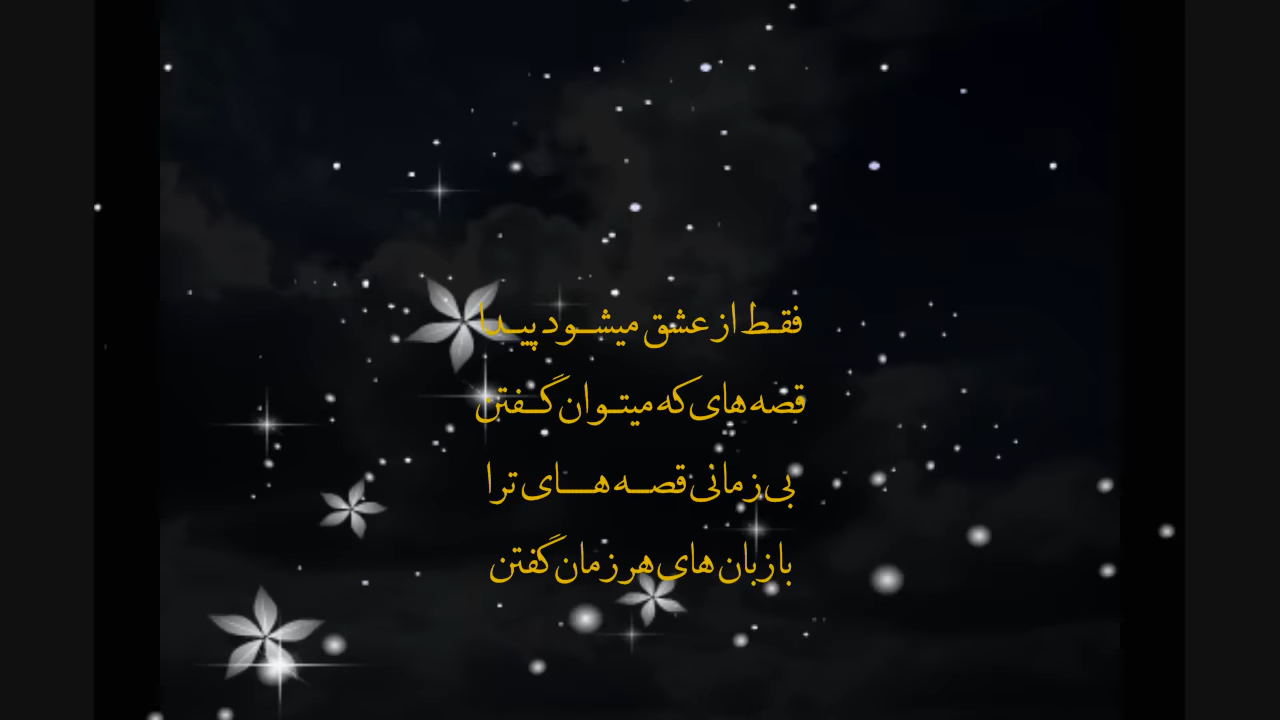 فقط از عشق میشود پیدا
قصه های که میتوان گفتن
بی زمانی قصه های ترا
با زبان های هر زمان گفتن